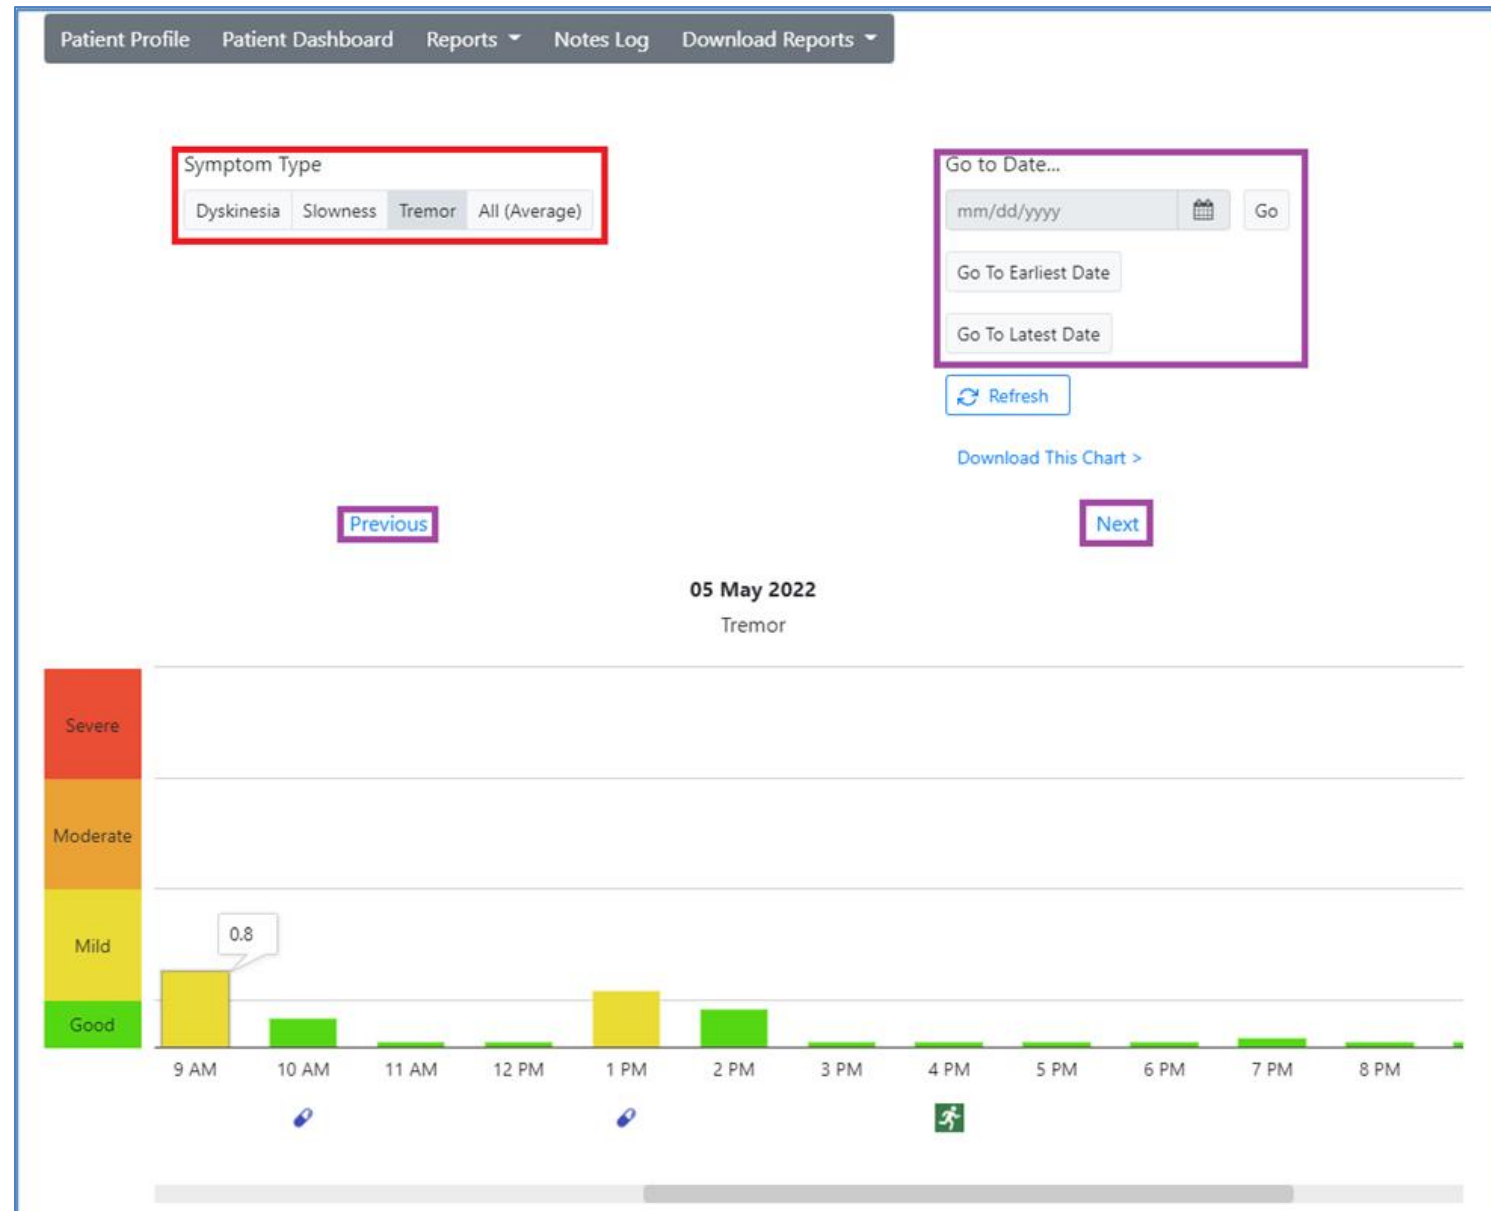 Patient Profile Patient Dashboard Reports Notes Log Download Reports
Symptom Type
Dyskinesia Slowness Tremor All (Average)
Go to Date...
mm/dd/yyyy Go
Go To Earliest Date
Go To Latest Date
Refresh
Download This Chart >
Previous Next
05 May 2022
Tremor
Severe
Moderate
Mild
0.8
Good
9 AM 10 AM 11 AM 12 PM 1 PM 2 PM 3 PM 4 PM 5 PM 6 PM 7 PM 8 PM